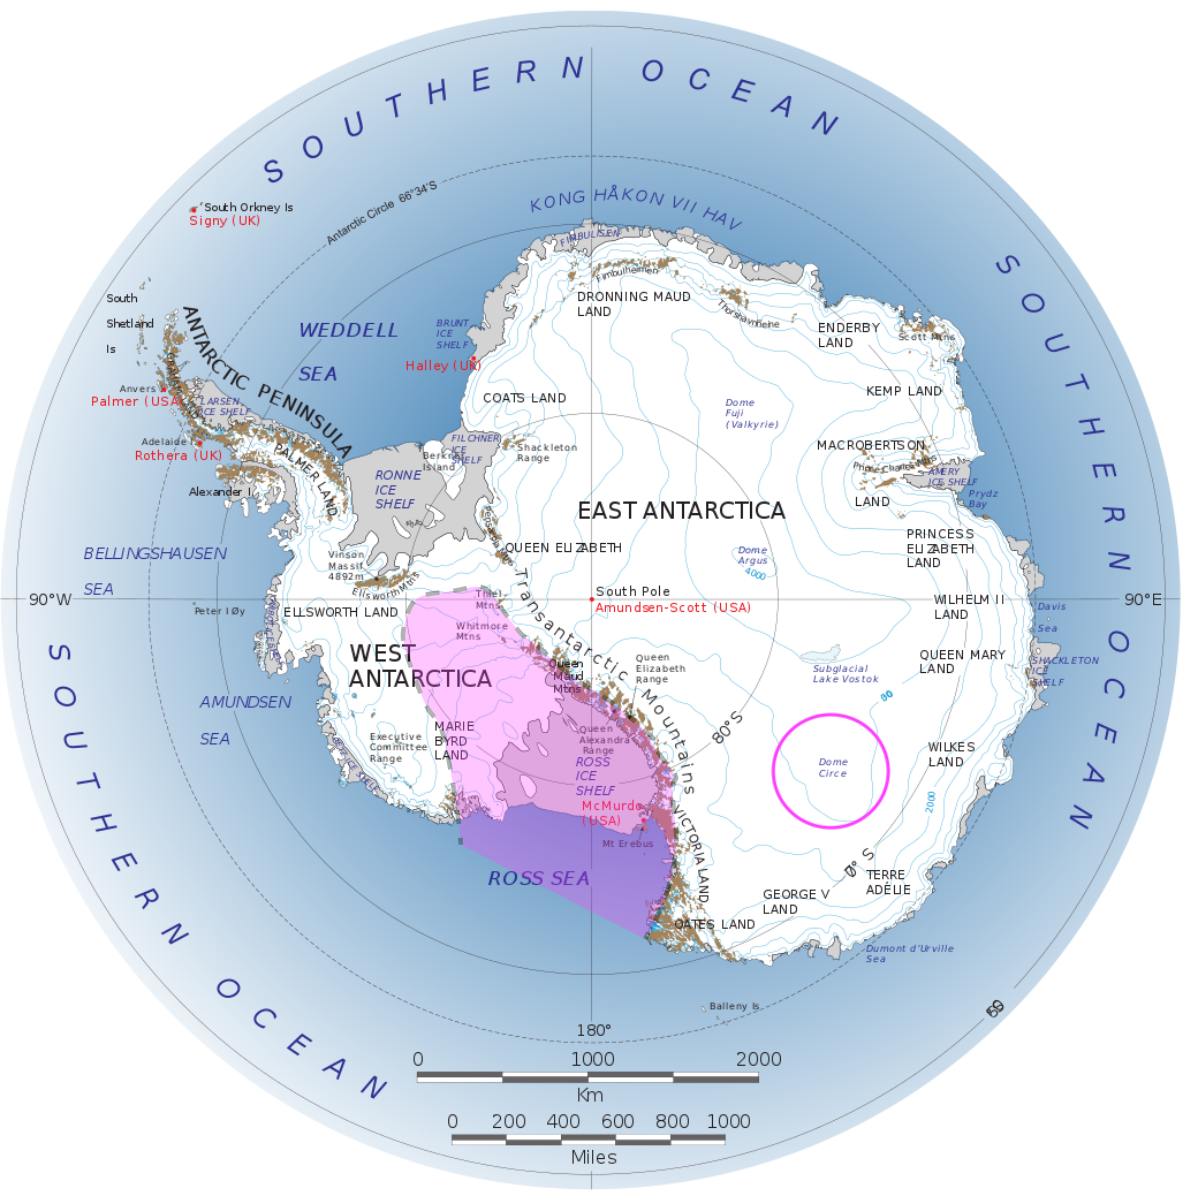 SOUTHERN OCEAN
SOUTHERN OCEAN
SOUTHERN OCEAN
Antarctic Circle 66°34'S
KONG HÅKON VII HAV
South Orkney Is
Signy (UK)
South
Shetland
Is
ANTARCTIC PENINSULA
WEDDELL
SEA
BRUNT
ICE
SHELF
Halley (UK)
FIMBULISEN
Fimbulheimen
DRONNING MAUD
LAND
Thorshavnheine
ENDERBY
LAND
Scott Mtns
KEMP LAND
Anvers I
Palmer (USA)
LARSEN
ICE SHELF
COATS LAND
Dome
Fuji
(Valkyrie)
Adelaide I
Rothera (UK)
PALMER LAND
Alexander I
RONNE
ICE
SHELF
Berkner
Island
FILCHNER
ICE
SHELF
Shackleton
Range
MACROBERTSON
LAND
Prince Charles Mtns
AMERY
ICE SHELF
Prydz
Bay
EAST ANTARCTICA
PRINCESS
ELIZABETH
LAND
BELLINGSHAUSEN
SEA
Vinson
Massif
4892m
Ellsworth Mtns
QUEEN ELIZABETH
Dome
Argus
4000
90°W
Peter I Øy
ELLSWORTH LAND
Thiel
Mtns
Whitmore
Mtns
South Pole
Amundsen-Scott (USA)
WILHELM II
LAND
90°E
Davis
Sea
WEST
ANTARCTICA
Transantarctic Mountains
Queen
Maud
Mtns
Queen
Elizabeth
Range
Subglacial
Lake Vostok
QUEEN MARY
LAND
SHACKLETON
ICE
SHELF
AMUNDSEN
SEA
Executive
Committee
Range
MARIE
BYRD
LAND
Queen
Alexandra
Range
ROSS
ICE
SHELF
80°S
Dome
Circe
WILKES
LAND
2000
McMurdo
(USA)
Mt Erebus
VICTORIA LAND
ROSS SEA
TERRE
ADÉLIE
GEORGE V
LAND
OATES LAND
Dumont d'Urville
Sea
Balleny Is
180°
0 1000 2000
Km
0 200 400 600 800 1000
Miles